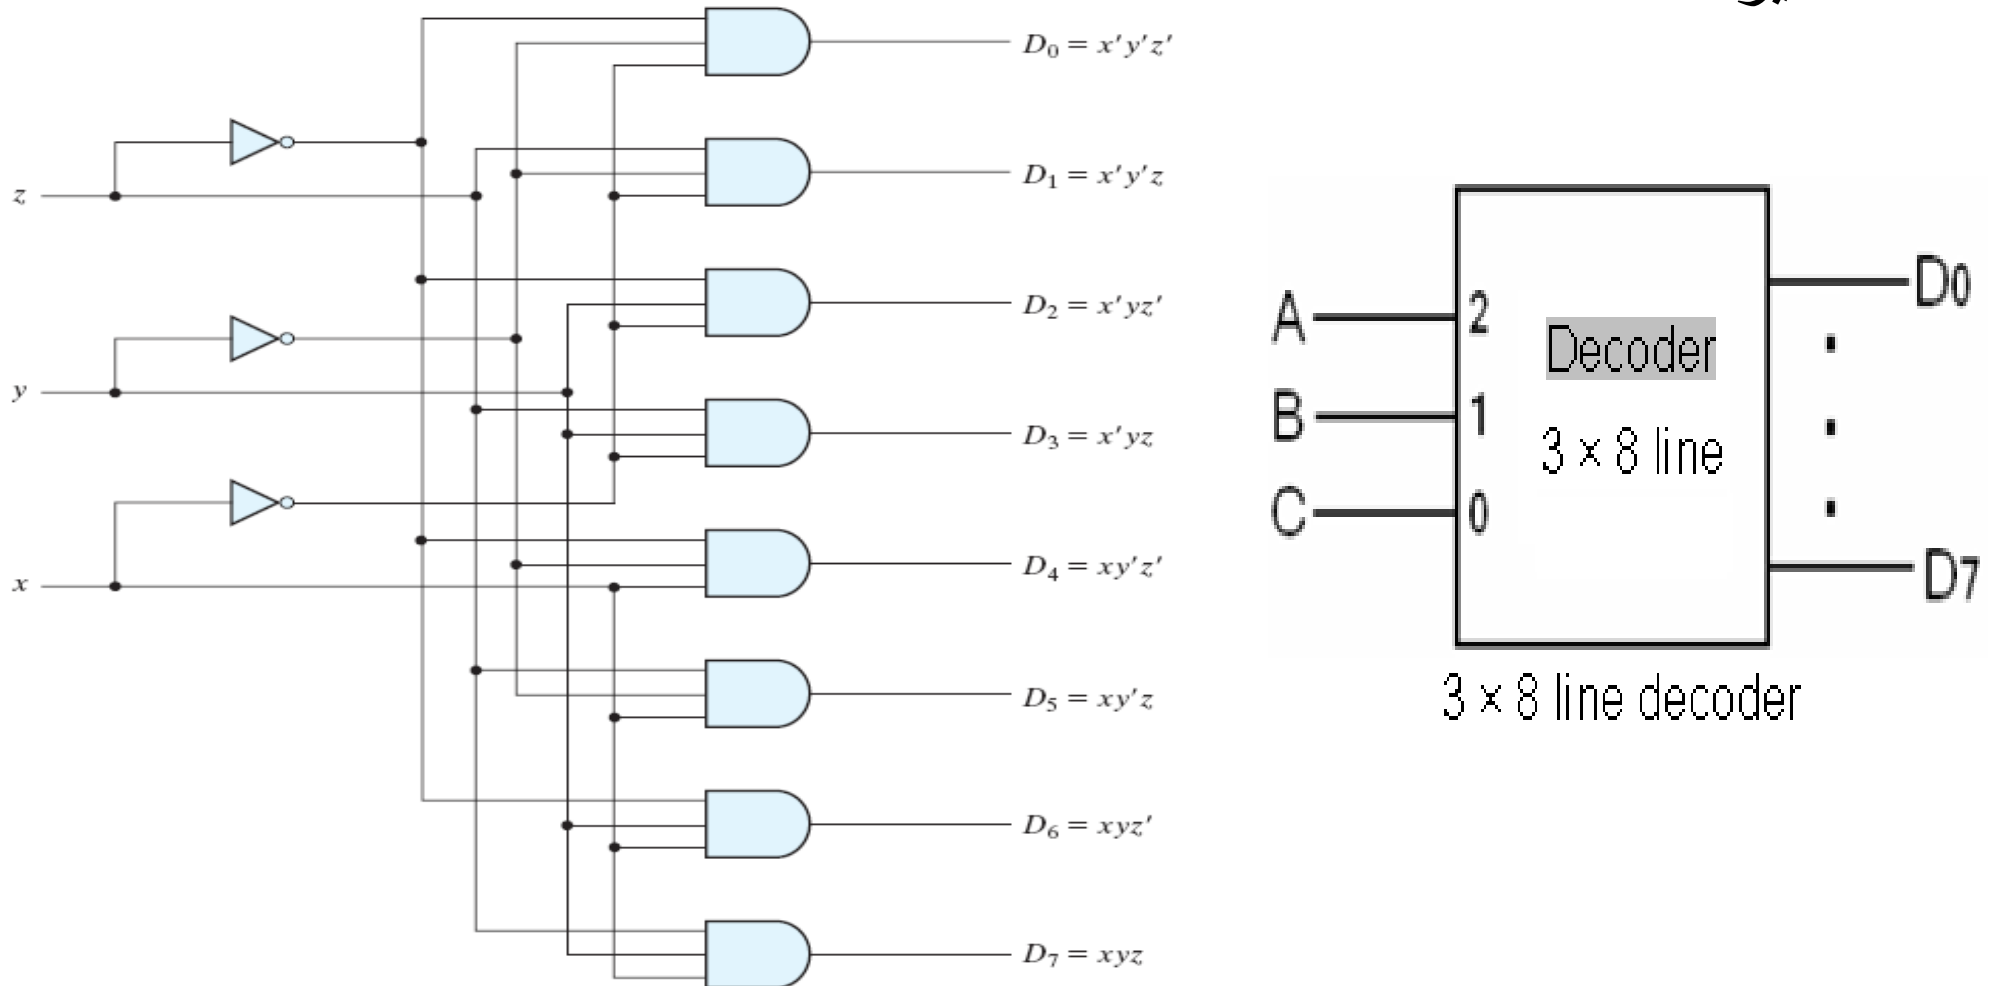 D₀ = x′y′z′
D₁ = x′y′z
D₂ = x′yz′
D₃ = x′yz
D₄ = xy′z′
D₅ = xy′z
D₆ = xyz′
D₇ = xyz
z
y
x
A
B
C
2
1
0
Decoder
3 × 8 line
D0
D7
3 × 8 line decoder